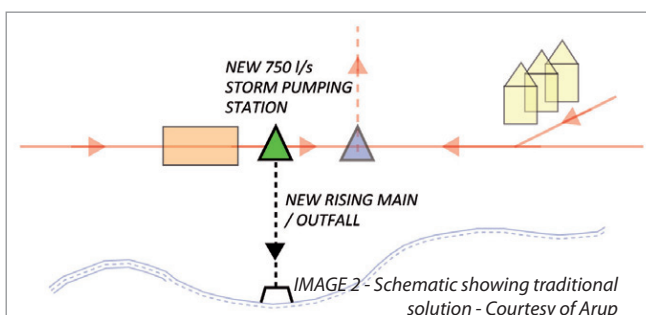 NEW 750 l/s
STORM PUMPING
STATION
NEW RISING MAIN
/ OUTFALL
IMAGE 2 - Schematic showing traditional
solution - Courtesy of Arup